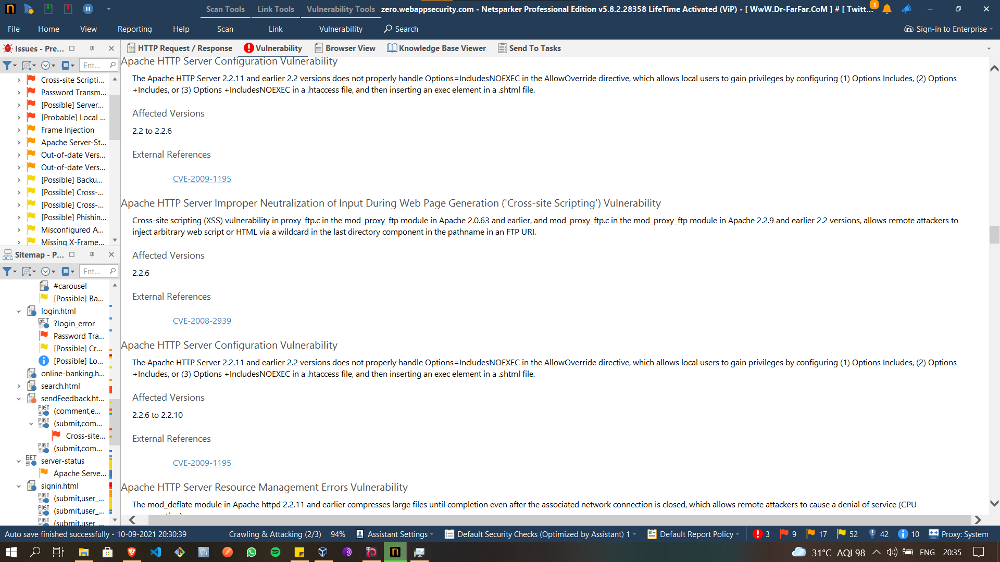 Scan Tools Link Tools Vulnerability Tools zero.webappsecurity.com - Netsparker Professional Edition v5.8.2.28358 LifeTime Activated (ViP) - [ WwW.Dr-FarFar.CoM ] # [ Twitt... 1
File Home View Reporting Help Scan Link Vulnerability Search Sign-in to Enterprise
Issues - Pre...
Ent...
Cross-site Scripti...
Password Transm...
[Possible] Server...
[Probable] Local ...
Frame Injection
Apache Server-St...
Out-of-date Vers...
Out-of-date Vers...
[Possible] Backu...
[Possible] Cross-...
[Possible] Cross-...
[Possible] Phishin...
Misconfigured A...
Missing X-Frame...
Sitemap - P...
Ent...
#carousel
[Possible] Ba...
login.html
GET ?login_error
Password Tra...
[Possible] Cr...
[Possible] Lo...
online-banking.h...
search.html
sendFeedback.ht...
POST (comment,e...
POST (submit,com...
Cross-site...
POST (submit,com...
GET server-status
Apache Serve...
signin.html
POST (submit,user_...
POST (submit,user_...
POST (submit,user_...
HTTP Request / Response Vulnerability Browser View Knowledge Base Viewer Send To Tasks
Apache HTTP Server Configuration Vulnerability
The Apache HTTP Server 2.2.11 and earlier 2.2 versions does not properly handle Options=IncludesNOEXEC in the AllowOverride directive, which allows local users to gain privileges by configuring (1) Options Includes, (2) Options
+Includes, or (3) Options +IncludesNOEXEC in a .htaccess file, and then inserting an exec element in a .shtml file.
Affected Versions
2.2 to 2.2.6
External References
CVE-2009-1195
Apache HTTP Server Improper Neutralization of Input During Web Page Generation ('Cross-site Scripting') Vulnerability
Cross-site scripting (XSS) vulnerability in proxy_ftp.c in the mod_proxy_ftp module in Apache 2.0.63 and earlier, and mod_proxy_ftp.c in the mod_proxy_ftp module in Apache 2.2.9 and earlier 2.2 versions, allows remote attackers to
inject arbitrary web script or HTML via a wildcard in the last directory component in the pathname in an FTP URI.
Affected Versions
2.2.6
External References
CVE-2008-2939
Apache HTTP Server Configuration Vulnerability
The Apache HTTP Server 2.2.11 and earlier 2.2 versions does not properly handle Options=IncludesNOEXEC in the AllowOverride directive, which allows local users to gain privileges by configuring (1) Options Includes, (2) Options
+Includes, or (3) Options +IncludesNOEXEC in a .htaccess file, and then inserting an exec element in a .shtml file.
Affected Versions
2.2.6 to 2.2.10
External References
CVE-2009-1195
Apache HTTP Server Resource Management Errors Vulnerability
The mod_deflate module in Apache httpd 2.2.11 and earlier compresses large files until completion even after the associated network connection is closed, which allows remote attackers to cause a denial of service (CPU
Auto save finished successfully - 10-09-2021 20:30:39 Crawling & Attacking (2/3) 94% Assistant Settings Default Security Checks (Optimized by Assistant) 1 Default Report Policy 3 9 17 52 42 10 Proxy: System
31°C AQI 98 ENG 20:35